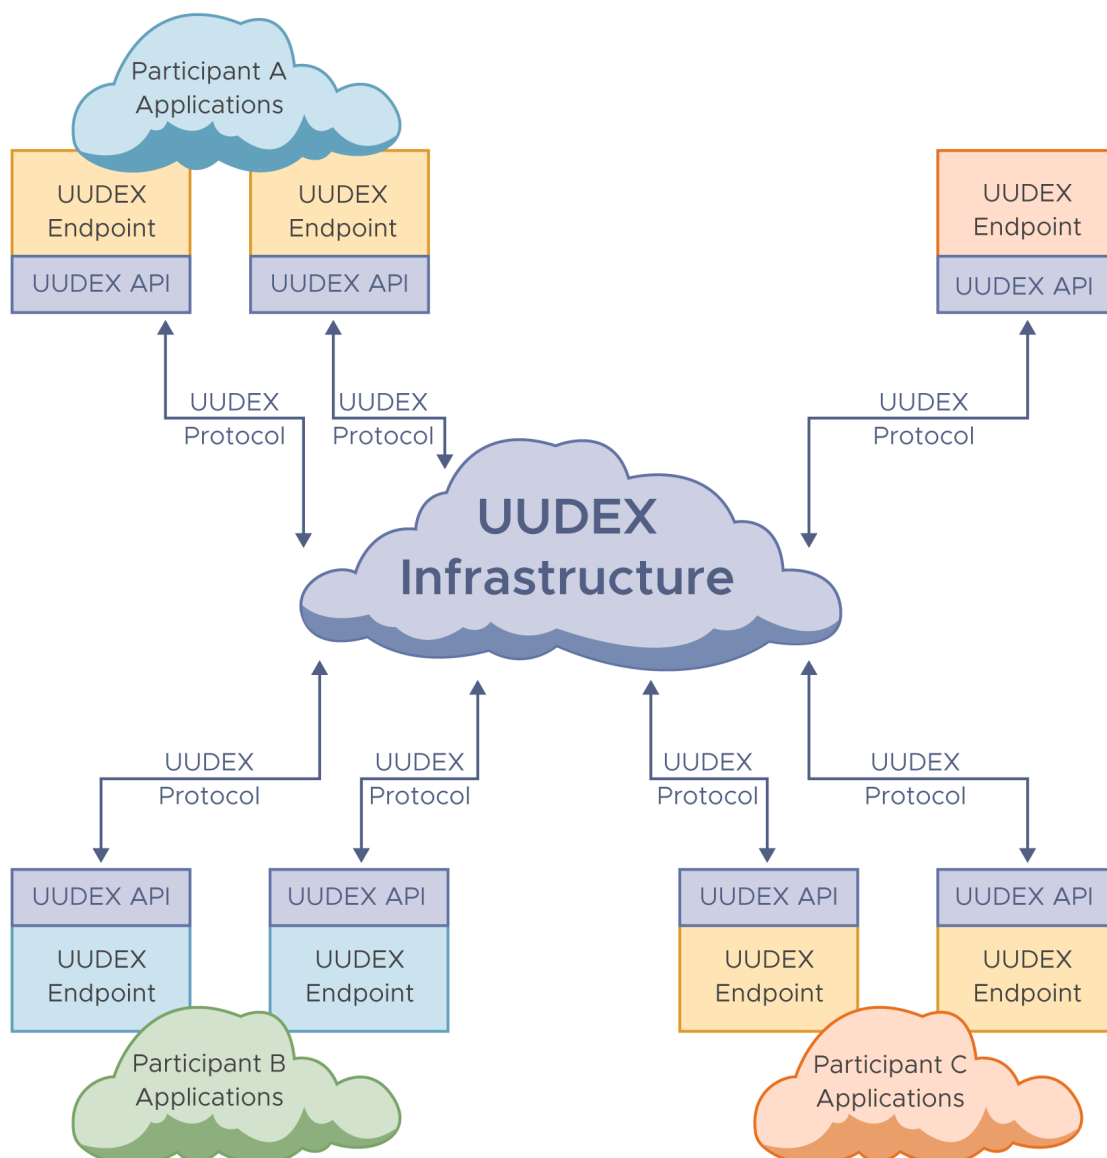 Participant A
Applications
UUDEX
Endpoint
UUDEX API
UUDEX
Endpoint
UUDEX API
UUDEX
Endpoint
UUDEX API
UUDEX
Protocol
UUDEX
Protocol
UUDEX
Protocol
UUDEX
Infrastructure
UUDEX
Protocol
UUDEX
Protocol
UUDEX
Protocol
UUDEX
Protocol
UUDEX API
UUDEX
Endpoint
UUDEX API
UUDEX
Endpoint
UUDEX API
UUDEX
Endpoint
UUDEX API
UUDEX
Endpoint
Participant B
Applications
Participant C
Applications